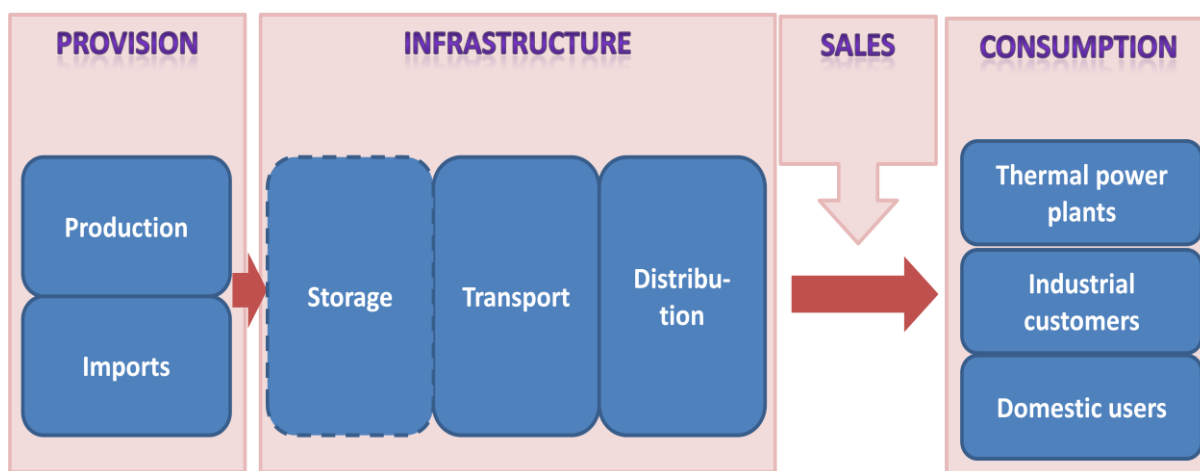 PROVISION
INFRASTRUCTURE
SALES
CONSUMPTION
Production
Imports
Storage
Transport
Distribu-
tion
Thermal power
plants
Industrial
customers
Domestic users